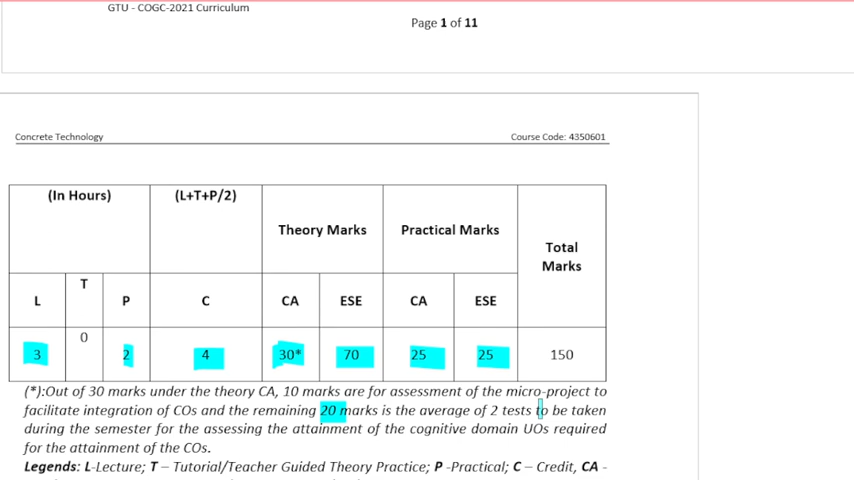 GTU - COGC-2021 Curriculum
Page 1 of 11
Concrete Technology
Course Code: 4350601
(In Hours)
(L+T+P/2)
Theory Marks
Practical Marks
Total
Marks
L
T
P
C
CA
ESE
CA
ESE
3
0
2
4
30*
70
25
25
150
(*):Out of 30 marks under the theory CA, 10 marks are for assessment of the micro-project to
facilitate integration of COs and the remaining 20 marks is the average of 2 tests to be taken
during the semester for the assessing the attainment of the cognitive domain UOs required
for the attainment of the COs.
Legends: L-Lecture; T – Tutorial/Teacher Guided Theory Practice; P -Practical; C – Credit, CA -